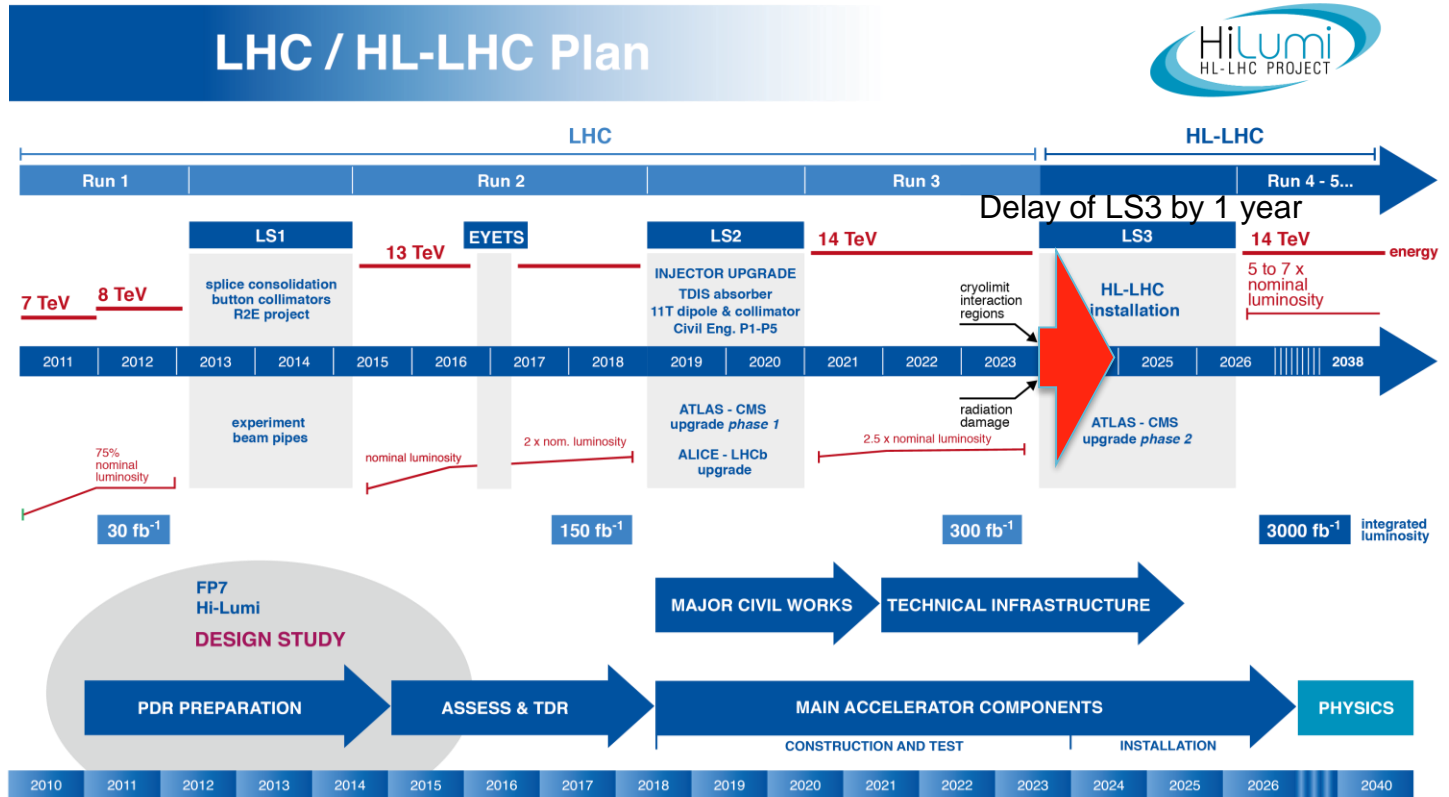 LHC / HL-LHC Plan
HiLumi
HL-LHC PROJECT
LHC
HL-LHC
Run 1
Run 2
Run 3
Run 4 - 5...
Delay of LS3 by 1 year
LS1
EYETS
LS2
LS3
13 TeV
14 TeV
14 TeV
energy
7 TeV
8 TeV
splice consolidation
button collimators
R2E project
INJECTOR UPGRADE
TDIS absorber
11T dipole & collimator
Civil Eng. P1-P5
cryolimit
interaction
regions
HL-LHC
installation
5 to 7 x
nominal
luminosity
2011 2012 2013 2014 2015 2016 2017 2018 2019 2020 2021 2022 2023 2025 2026 2038
experiment
beam pipes
ATLAS - CMS
upgrade phase 1
ALICE - LHCb
upgrade
radiation
damage
ATLAS - CMS
upgrade phase 2
75%
nominal
luminosity
nominal luminosity
2 x nom. luminosity
2.5 x nominal luminosity
30 fb-1
150 fb-1
300 fb-1
3000 fb-1
integrated
luminosity
FP7
Hi-Lumi
DESIGN STUDY
MAJOR CIVIL WORKS
TECHNICAL INFRASTRUCTURE
PDR PREPARATION
ASSESS & TDR
MAIN ACCELERATOR COMPONENTS
PHYSICS
CONSTRUCTION AND TEST
INSTALLATION
2010 2011 2012 2013 2014 2015 2016 2017 2018 2019 2020 2021 2022 2023 2024 2025 2026 2040